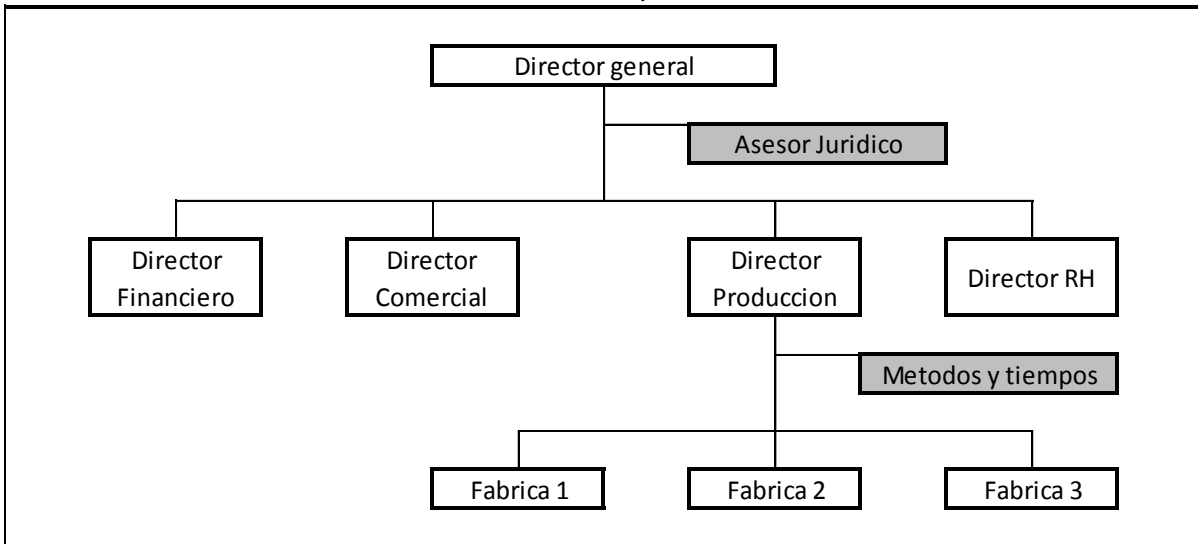 Director general
Asesor Juridico
Director
Financiero
Director
Comercial
Director
Produccion
Director RH
Metodos y tiempos
Fabrica 1
Fabrica 2
Fabrica 3